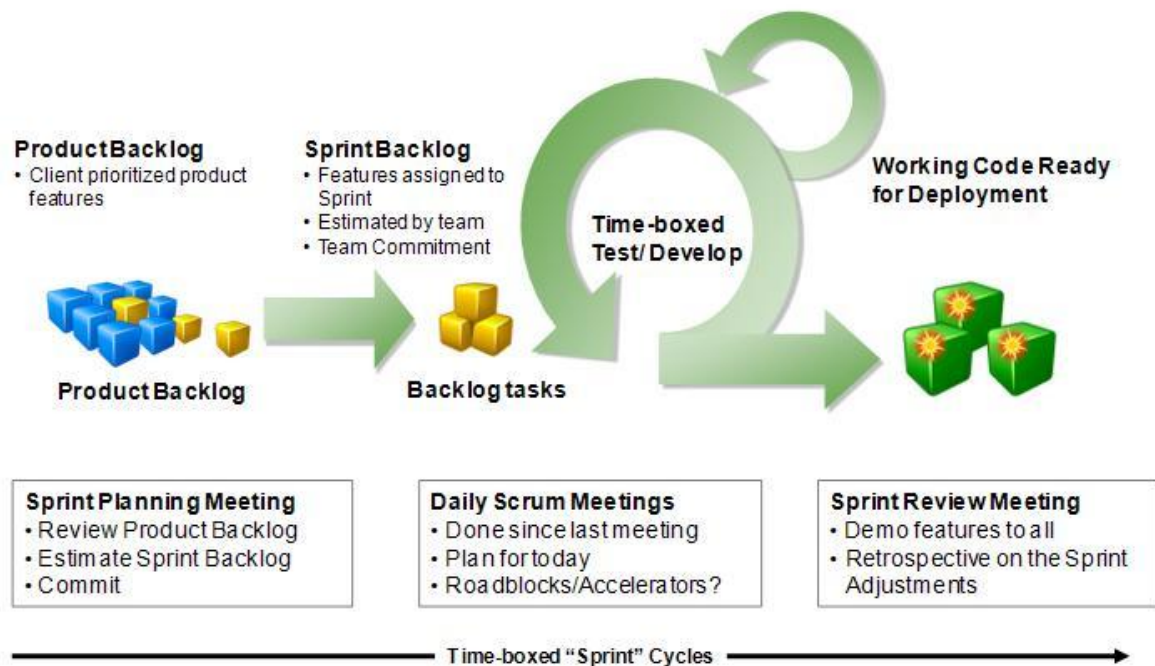 Product Backlog
• Client prioritized product
features
Sprint Backlog
• Features assigned to
Sprint
• Estimated by team
• Team Commitment
Time-boxed
Test/ Develop
Working Code Ready
for Deployment
Product Backlog
Backlog tasks
Sprint Planning Meeting
• Review Product Backlog
• Estimate Sprint Backlog
• Commit
Daily Scrum Meetings
• Done since last meeting
• Plan for today
• Roadblocks/Accelerators?
Sprint Review Meeting
• Demo features to all
• Retrospective on the Sprint
Adjustments
Time-boxed “Sprint” Cycles